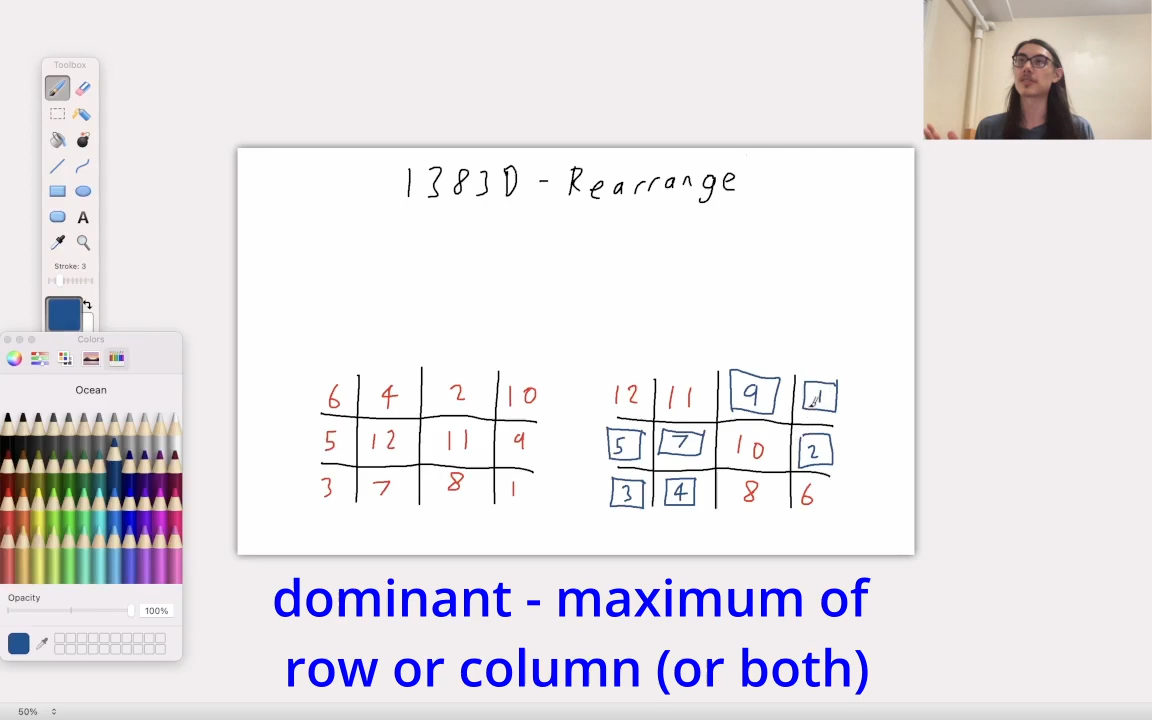 Toolbox
A
Stroke: 3
Colors
Ocean
Opacity
100%
50%
1383D - Rearrange
6 4 2 10
5 12 11 9
3 7 8 1
12 11 9 1
5 7 10 2
3 4 8 6
dominant - maximum of
row or column (or both)